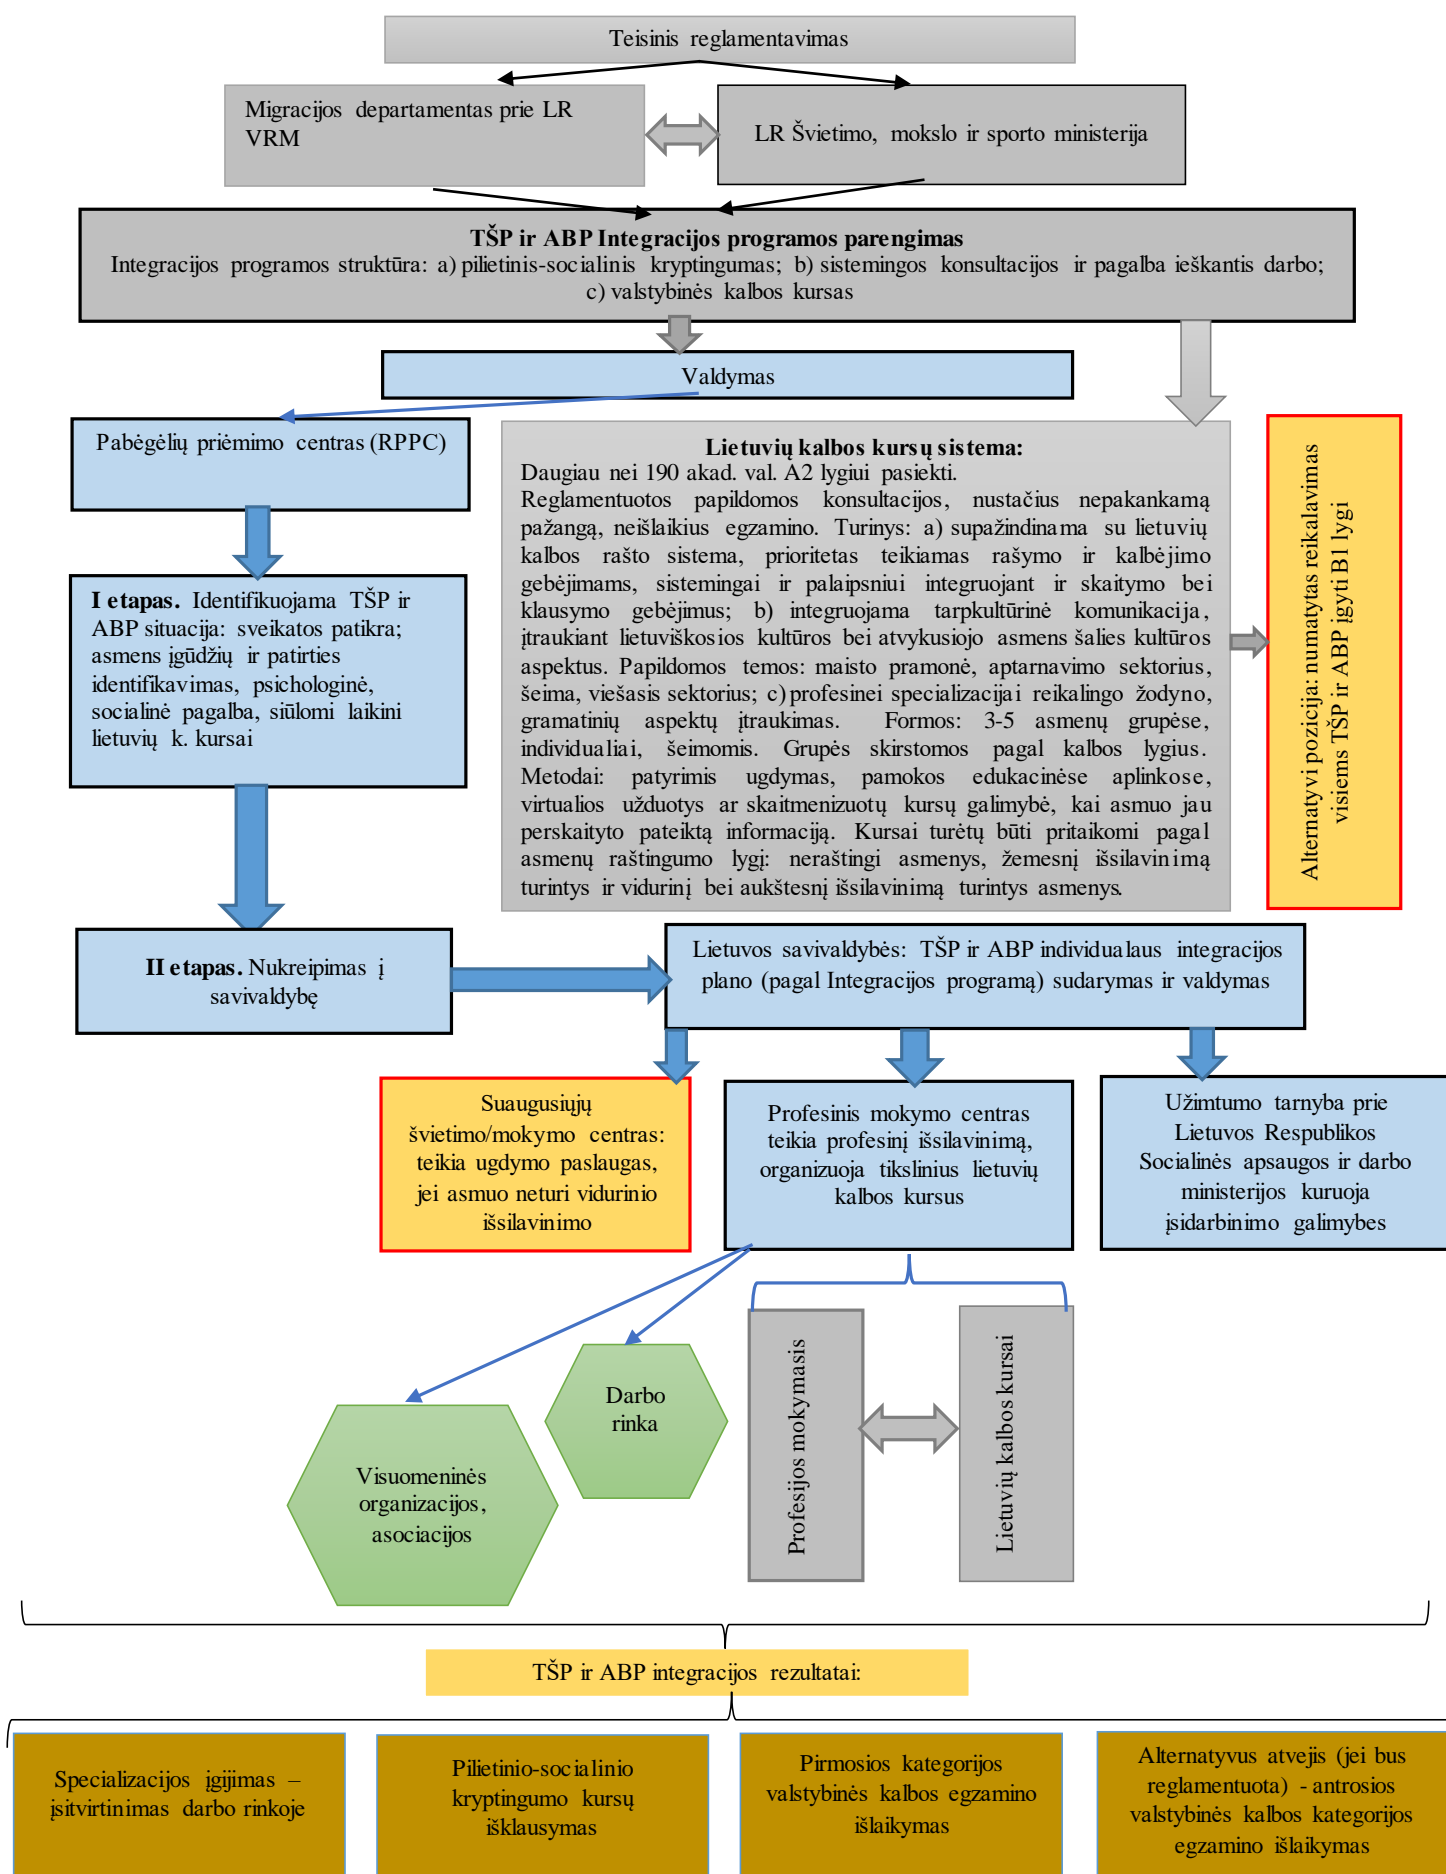 Teisinis reglamentavimas
Migracijos departamentas prie LR
VRM
LR Švietimo, mokslo ir sporto ministerija
TŠP ir ABP Integracijos programos parengimas
Integracijos programos struktūra: a) pilietinis-socialinis kryptingumas; b) sistemingos konsultacijos ir pagalba ieškantis darbo;
c) valstybinės kalbos kursas
Valdymas
Pabėgėlių priėmimo centras (RPPC)
Lietuvių kalbos kursų sistema:
Daugiau nei 190 akad. val. A2 lygiui pasiekti.
Reglamentuotos papildomos konsultacijos, nustačius nepakankamą
pažangą, neišlaikius egzamino. Turinys: a) supažindinama su lietuvių
kalbos rašto sistema, prioritetas teikiamas rašymo ir kalbėjimo
gebėjimams, sistemingai ir palaipsniui integruojant ir skaitymo bei
klausymo gebėjimus; b) integruojama tarpkultūrinė komunikacija,
įtraukiant lietuviškosios kultūros bei atvykusiojo asmens šalies kultūros
aspektus. Papildomos temos: maisto pramonė, aptarnavimo sektorius,
šeima, viešasis sektorius; c) profesinei specializacijai reikalingo žodyno,
gramatinių aspektų įtraukimas. Formos: 3-5 asmenų grupėse,
individualiai, šeimomis. Grupės skirstomos pagal kalbos lygius.
Metodai: patyrimis ugdymas, pamokos edukacinėse aplinkose,
virtualios užduotys ar skaitmenizuotų kursų galimybė, kai asmuo jau
perskaityto pateiktą informaciją. Kursai turėtų būti pritaikomi pagal
asmenų raštingumo lygį: neraštingi asmenys, žemesnį išsilavinimą
turintys ir vidurinį bei aukštesnį išsilavinimą turintys asmenys.
Alternatyvi pozicija: numatytas reikalavimas
visiems TŠP ir ABP įgyti B1 lygi
I etapas. Identifikuojama TŠP ir
ABP situacija: sveikatos patikra;
asmens įgūdžių ir patirties
identifikavimas, psichologinė,
socialinė pagalba, siūlomi laikini
lietuvių k. kursai
II etapas. Nukreipimas į
savivaldybę
Lietuvos savivaldybės: TŠP ir ABP individualaus integracijos
plano (pagal Integracijos programą) sudarymas ir valdymas
Suaugusiųjų
švietimo/mokymo centras:
teikia ugdymo paslaugas,
jei asmuo neturi vidurinio
išsilavinimo
Profesinis mokymo centras
teikia profesinį išsilavinimą,
organizuoja tikslinius lietuvių
kalbos kursus
Užimtumo tarnyba prie
Lietuvos Respublikos
Socialinės apsaugos ir darbo
ministerijos kuruoja
įsidarbinimo galimybes
Darbo
rinka
Visuomeninės
organizacijos,
asociacijos
Profesijos mokymasis
Lietuvių kalbos kursai
TŠP ir ABP integracijos rezultatai:
Specializacijos įgijimas –
įsitvirtinimas darbo rinkoje
Pilietinio-socialinio
kryptingumo kursų
išklausymas
Pirmosios kategorijos
valstybinės kalbos egzamino
išlaikymas
Alternatyvus atvejis (jei bus
reglamentuota) - antrosios
valstybinės kalbos kategorijos
egzamino išlaikymas